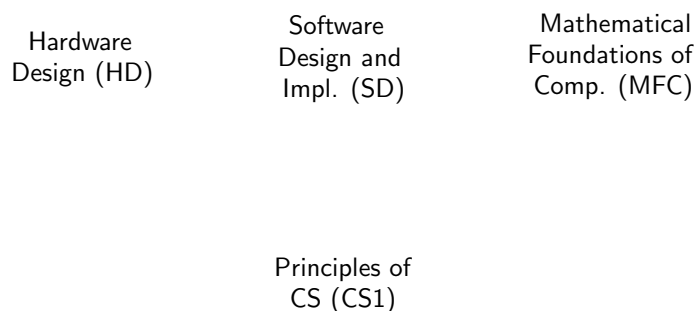 Hardware
Design (HD)
Software
Design and
Impl. (SD)
Mathematical
Foundations of
Comp. (MFC)
Principles of
CS (CS1)